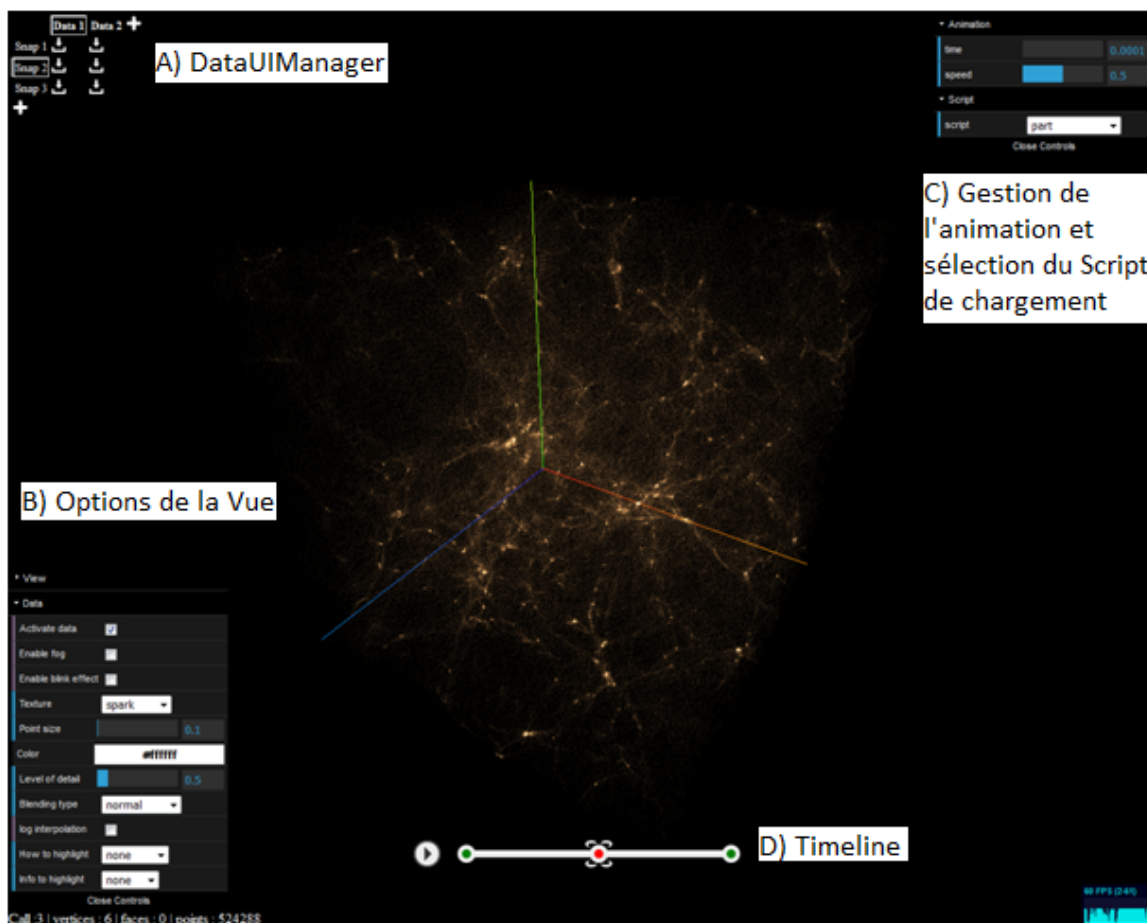 Data 1 Data 2
Snap 1
Snap 2
Snap 3
A) DataUIManager
Animation
time 0.0001
speed 0.5
Script
script part
Close Controls
C) Gestion de
l'animation et
sélection du Script
de chargement
B) Options de la Vue
View
Data
Activate data
Enable fog
Enable blink effect
Texture spark
Point size 0.1
Color #ffffff
Level of detail 0.5
Blending type normal
log interpolation
How to highlight none
Info to highlight none
Close Controls
D) Timeline
60 FPS (24-61)
Call :3 | vertices : 6 | faces : 0 | points : 524288